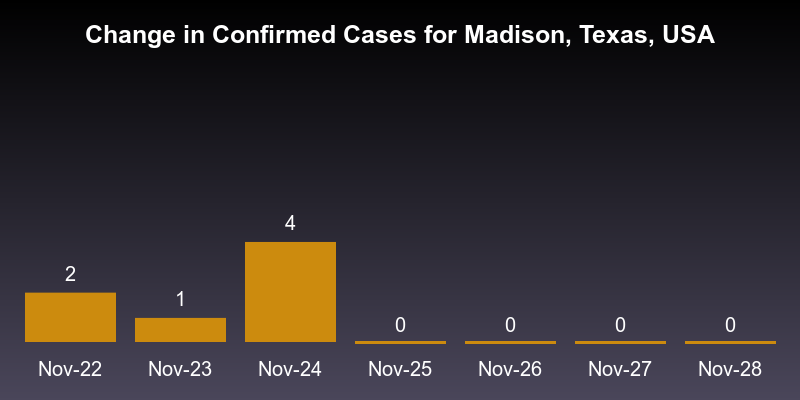 Change in Confirmed Cases for Madison, Texas, USA
4
2
1
0 0 0 0
Nov-22 Nov-23 Nov-24 Nov-25 Nov-26 Nov-27 Nov-28